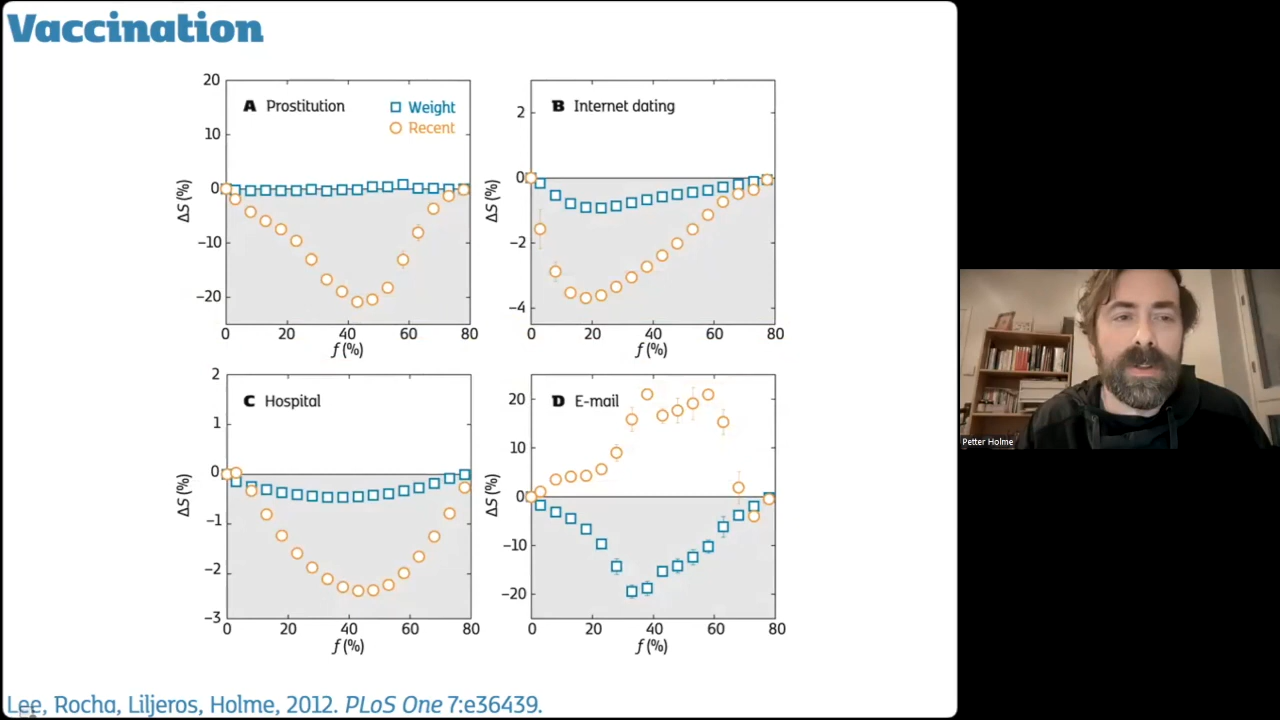 Vaccination
20
10
0
−10
−20
ΔS (%)
A Prostitution
Weight
Recent
0 20 40 60 80
f (%)
2
0
−2
−4
ΔS (%)
B Internet dating
0 20 40 60 80
f (%)
2
1
0
−1
−2
−3
ΔS (%)
C Hospital
0 20 40 60 80
f (%)
20
10
0
−10
−20
ΔS (%)
D E-mail
0 20 40 60 80
f (%)
Petter Holme
Lee, Rocha, Liljeros, Holme, 2012. PLoS One 7:e36439.